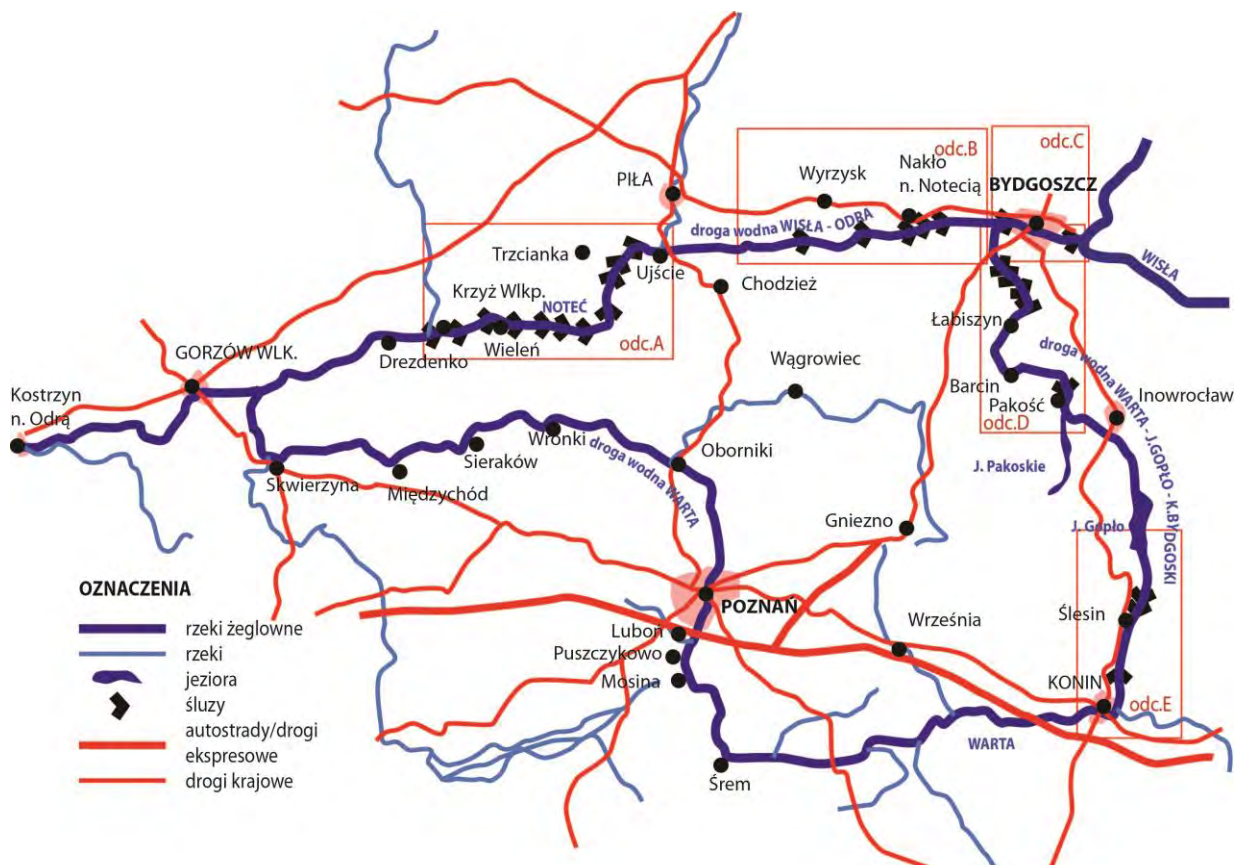 odc.B
odc.C
PIŁA
Wyrzysk
Nakło
n. Notecią
BYDGOSZCZ
droga wodna WISŁA - ODRA
WISŁA
Trzcianka
Ujście
Chodzież
Krzyż Wlkp.
NOTEĆ
Wieleń
odc.A
Drezdenko
GORZÓW WLK.
Kostrzyn
n. Odrą
Łabiszyn
droga wodna WARTA - J.GOPŁO - K.BYDGOSKI
Barcin
Pakość
odc.D
Inowrocław
J. Pakoskie
Wągrowiec
Wronki
Sieraków
Międzychód
Skwierzyna
droga wodna WARTA
Oborniki
Gniezno
J. Gopło
Ślesin
KONIN
odc.E
POZNAŃ
Luboń
Puszczykowo
Mosina
Września
WARTA
Śrem
OZNACZENIA
rzeki żeglowne
rzeki
jeziora
śluzy
autostrady/drogi
ekspresowe
drogi krajowe